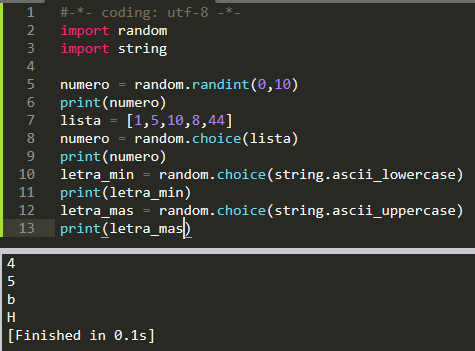 1 #-*- coding: utf-8 -*-
2 import random
3 import string
4
5 numero = random.randint(0,10)
6 print(numero)
7 lista = [1,5,10,8,44]
8 numero = random.choice(lista)
9 print(numero)
10 letra_min = random.choice(string.ascii_lowercase)
11 print(letra_min)
12 letra_mas = random.choice(string.ascii_uppercase)
13 print(letra_mas)
4
5
b
H
[Finished in 0.1s]